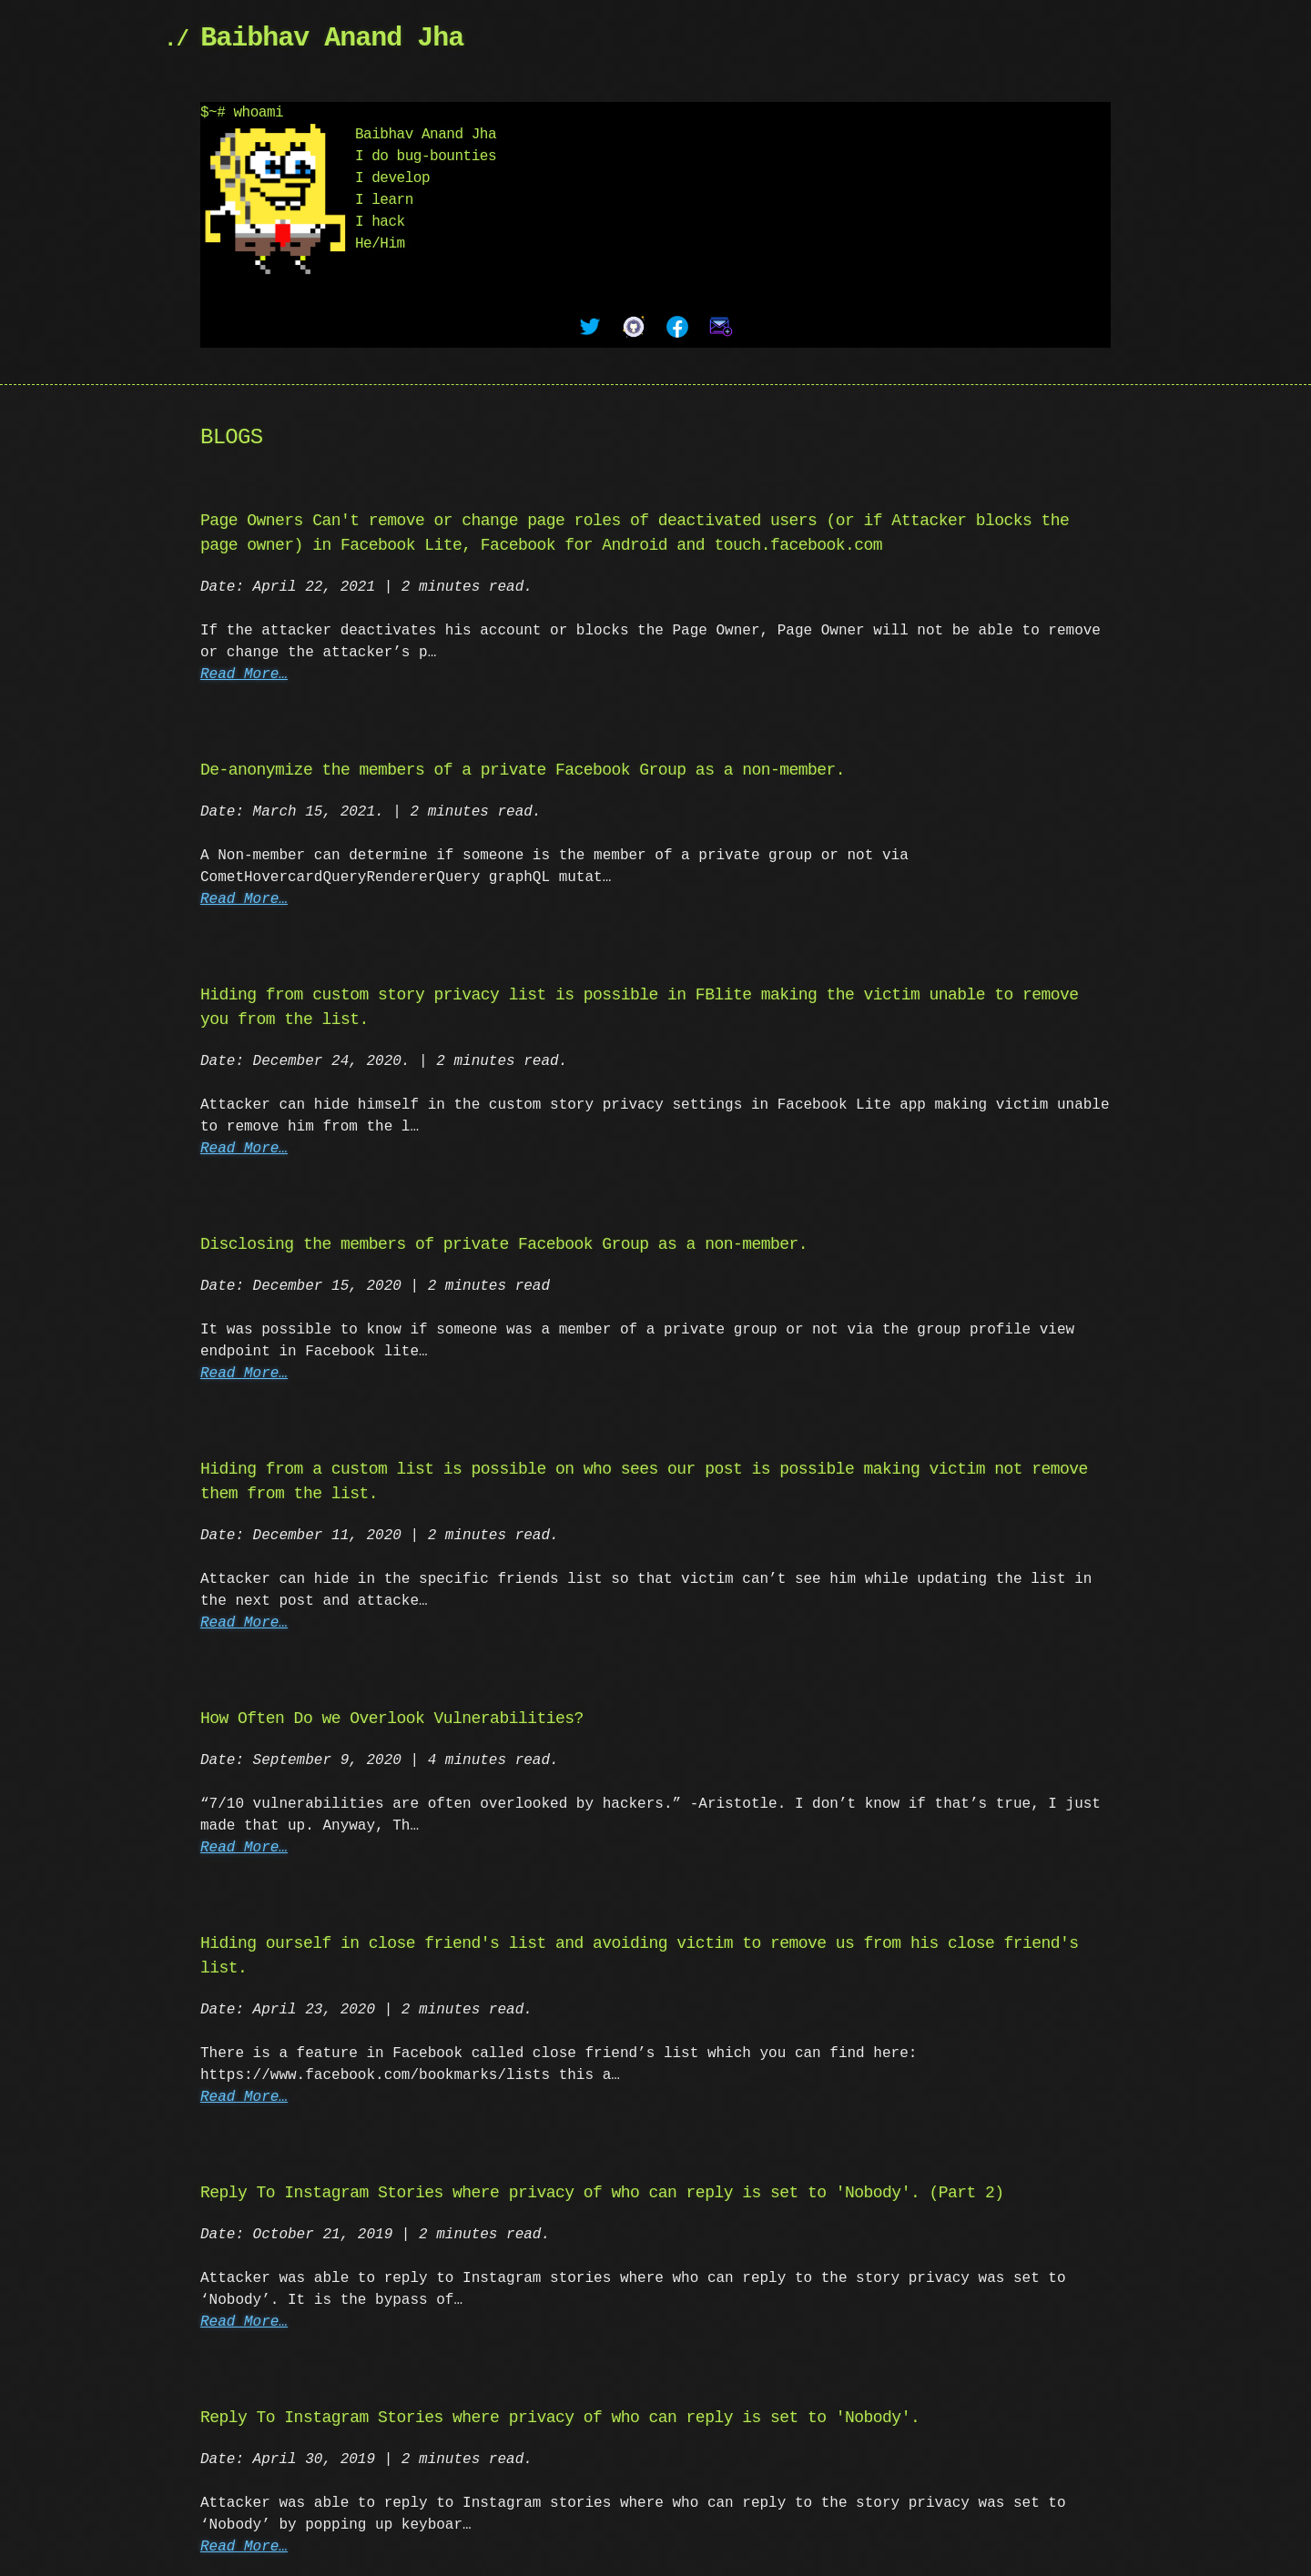 ./ Baibhav Anand Jha
$~# whoami
Baibhav Anand Jha
I do bug-bounties
I develop
I learn
I hack
He/Him
BLOGS
Page Owners Can't remove or change page roles of deactivated users (or if Attacker blocks the
page owner) in Facebook Lite, Facebook for Android and touch.facebook.com
Date: April 22, 2021 | 2 minutes read.
If the attacker deactivates his account or blocks the Page Owner, Page Owner will not be able to remove
or change the attacker’s p…
Read More…
De-anonymize the members of a private Facebook Group as a non-member.
Date: March 15, 2021. | 2 minutes read.
A Non-member can determine if someone is the member of a private group or not via
CometHovercardQueryRendererQuery graphQL mutat…
Read More…
Hiding from custom story privacy list is possible in FBlite making the victim unable to remove
you from the list.
Date: December 24, 2020. | 2 minutes read.
Attacker can hide himself in the custom story privacy settings in Facebook Lite app making victim unable
to remove him from the l…
Read More…
Disclosing the members of private Facebook Group as a non-member.
Date: December 15, 2020 | 2 minutes read
It was possible to know if someone was a member of a private group or not via the group profile view
endpoint in Facebook lite…
Read More…
Hiding from a custom list is possible on who sees our post is possible making victim not remove
them from the list.
Date: December 11, 2020 | 2 minutes read.
Attacker can hide in the specific friends list so that victim can’t see him while updating the list in
the next post and attacke…
Read More…
How Often Do we Overlook Vulnerabilities?
Date: September 9, 2020 | 4 minutes read.
“7/10 vulnerabilities are often overlooked by hackers.” -Aristotle. I don’t know if that’s true, I just
made that up. Anyway, Th…
Read More…
Hiding ourself in close friend's list and avoiding victim to remove us from his close friend's
list.
Date: April 23, 2020 | 2 minutes read.
There is a feature in Facebook called close friend’s list which you can find here:
https://www.facebook.com/bookmarks/lists this a…
Read More…
Reply To Instagram Stories where privacy of who can reply is set to 'Nobody'. (Part 2)
Date: October 21, 2019 | 2 minutes read.
Attacker was able to reply to Instagram stories where who can reply to the story privacy was set to
‘Nobody’. It is the bypass of…
Read More…
Reply To Instagram Stories where privacy of who can reply is set to 'Nobody'.
Date: April 30, 2019 | 2 minutes read.
Attacker was able to reply to Instagram stories where who can reply to the story privacy was set to
‘Nobody’ by popping up keyboar…
Read More…